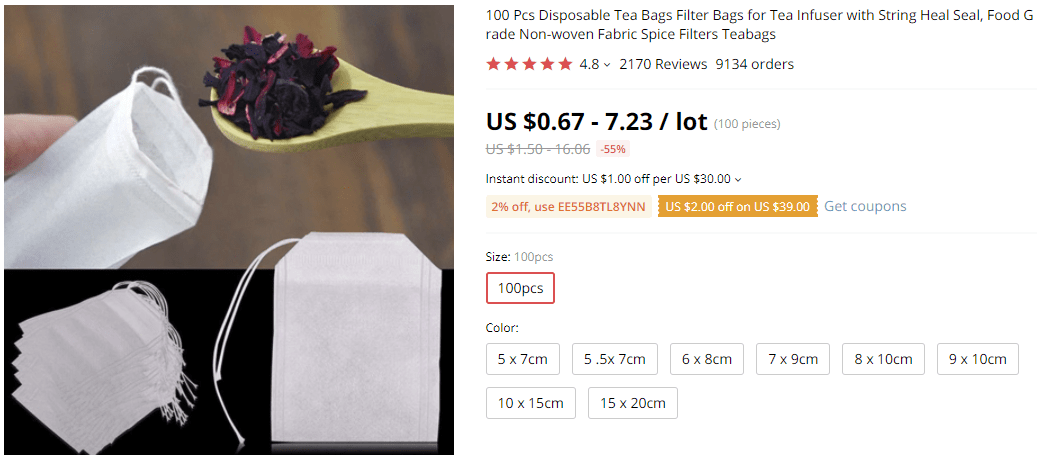 100 Pcs Disposable Tea Bags Filter Bags for Tea Infuser with String Heal Seal, Food G
rade Non-woven Fabric Spice Filters Teabags
4.8 2170 Reviews 9134 orders
US $0.67 - 7.23 / lot (100 pieces)
US $1.50 - 16.06 -55%
Instant discount: US $1.00 off per US $30.00
2% off, use EE55B8TL8YNN US $2.00 off on US $39.00 Get coupons
Size: 100pcs
100pcs
Color:
5 x 7cm 5 .5x 7cm 6 x 8cm 7 x 9cm 8 x 10cm 9 x 10cm
10 x 15cm 15 x 20cm